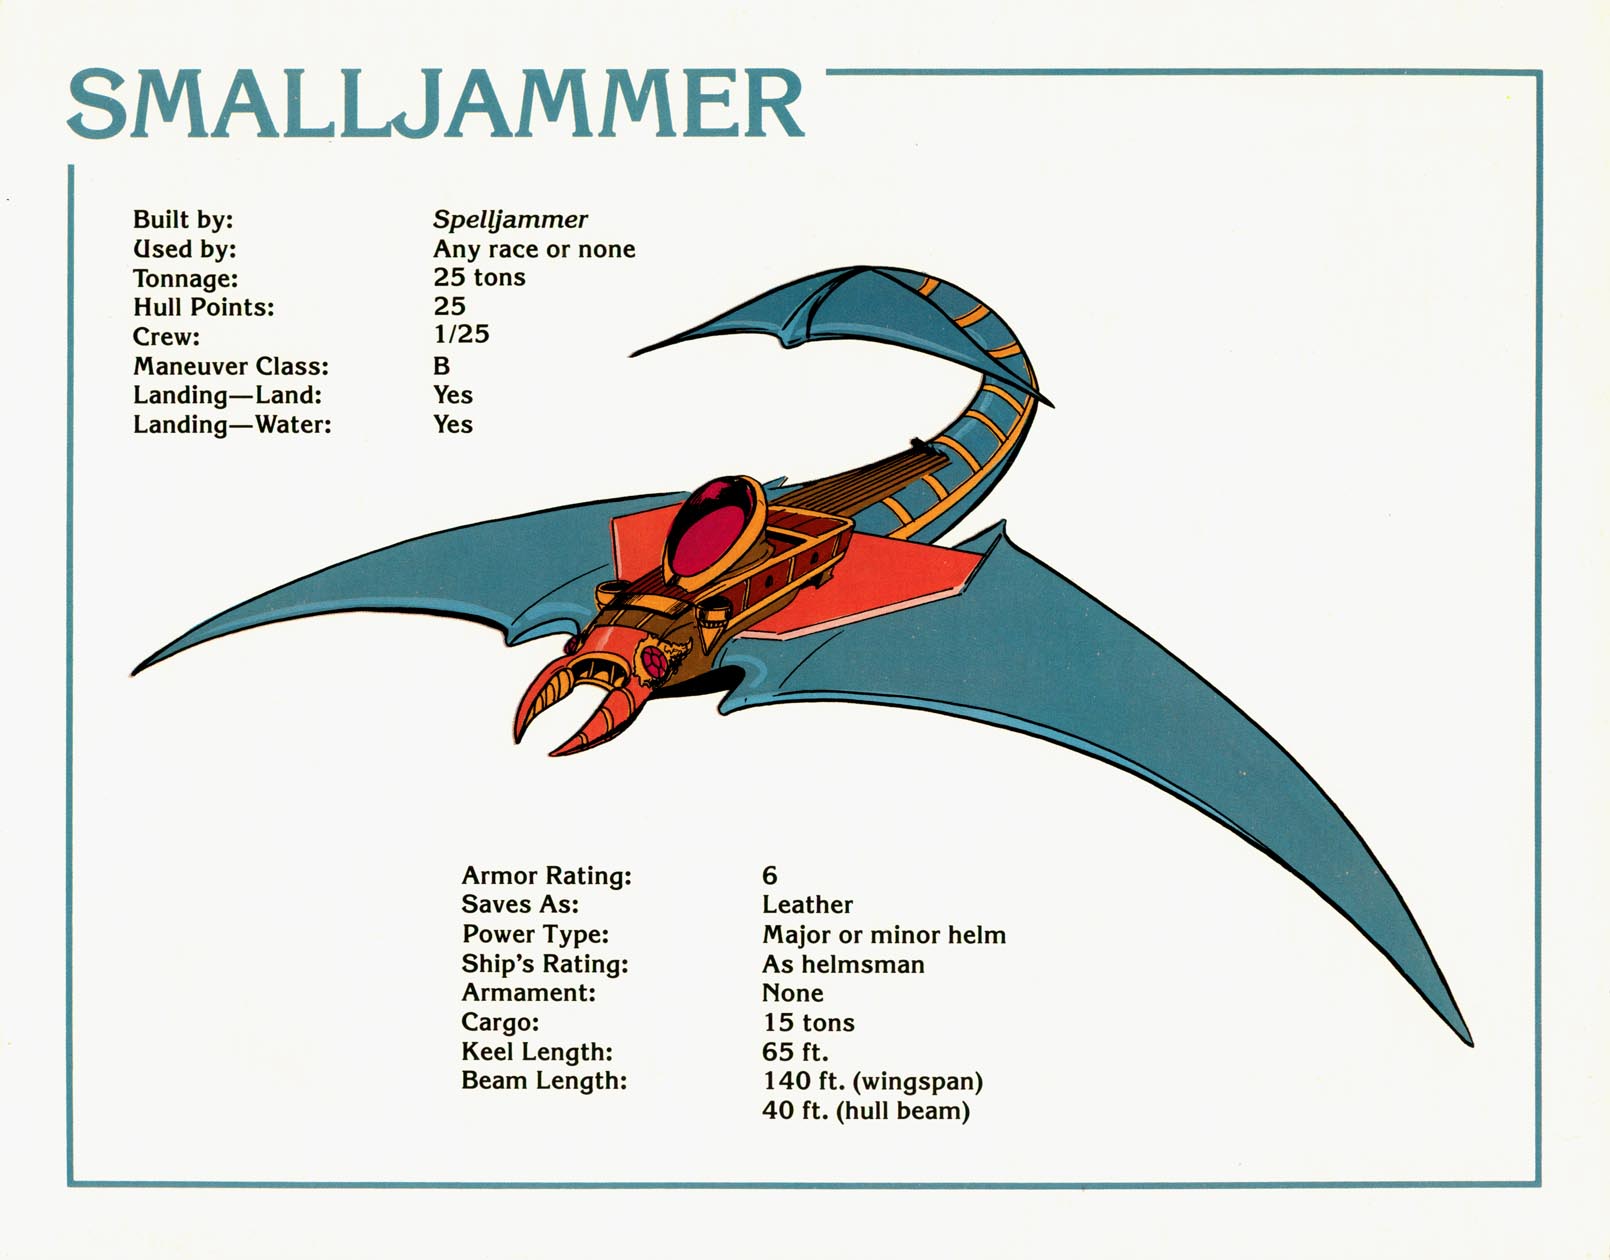 SMALLJAMMER
Built by: Spelljammer
Used by: Any race or none
Tonnage: 25 tons
Hull Points: 25
Crew: 1/25
Maneuver Class: B
Landing—Land: Yes
Landing—Water: Yes
Armor Rating: 6
Saves As: Leather
Power Type: Major or minor helm
Ship's Rating: As helmsman
Armament: None
Cargo: 15 tons
Keel Length: 65 ft.
Beam Length: 140 ft. (wingspan)
40 ft. (hull beam)